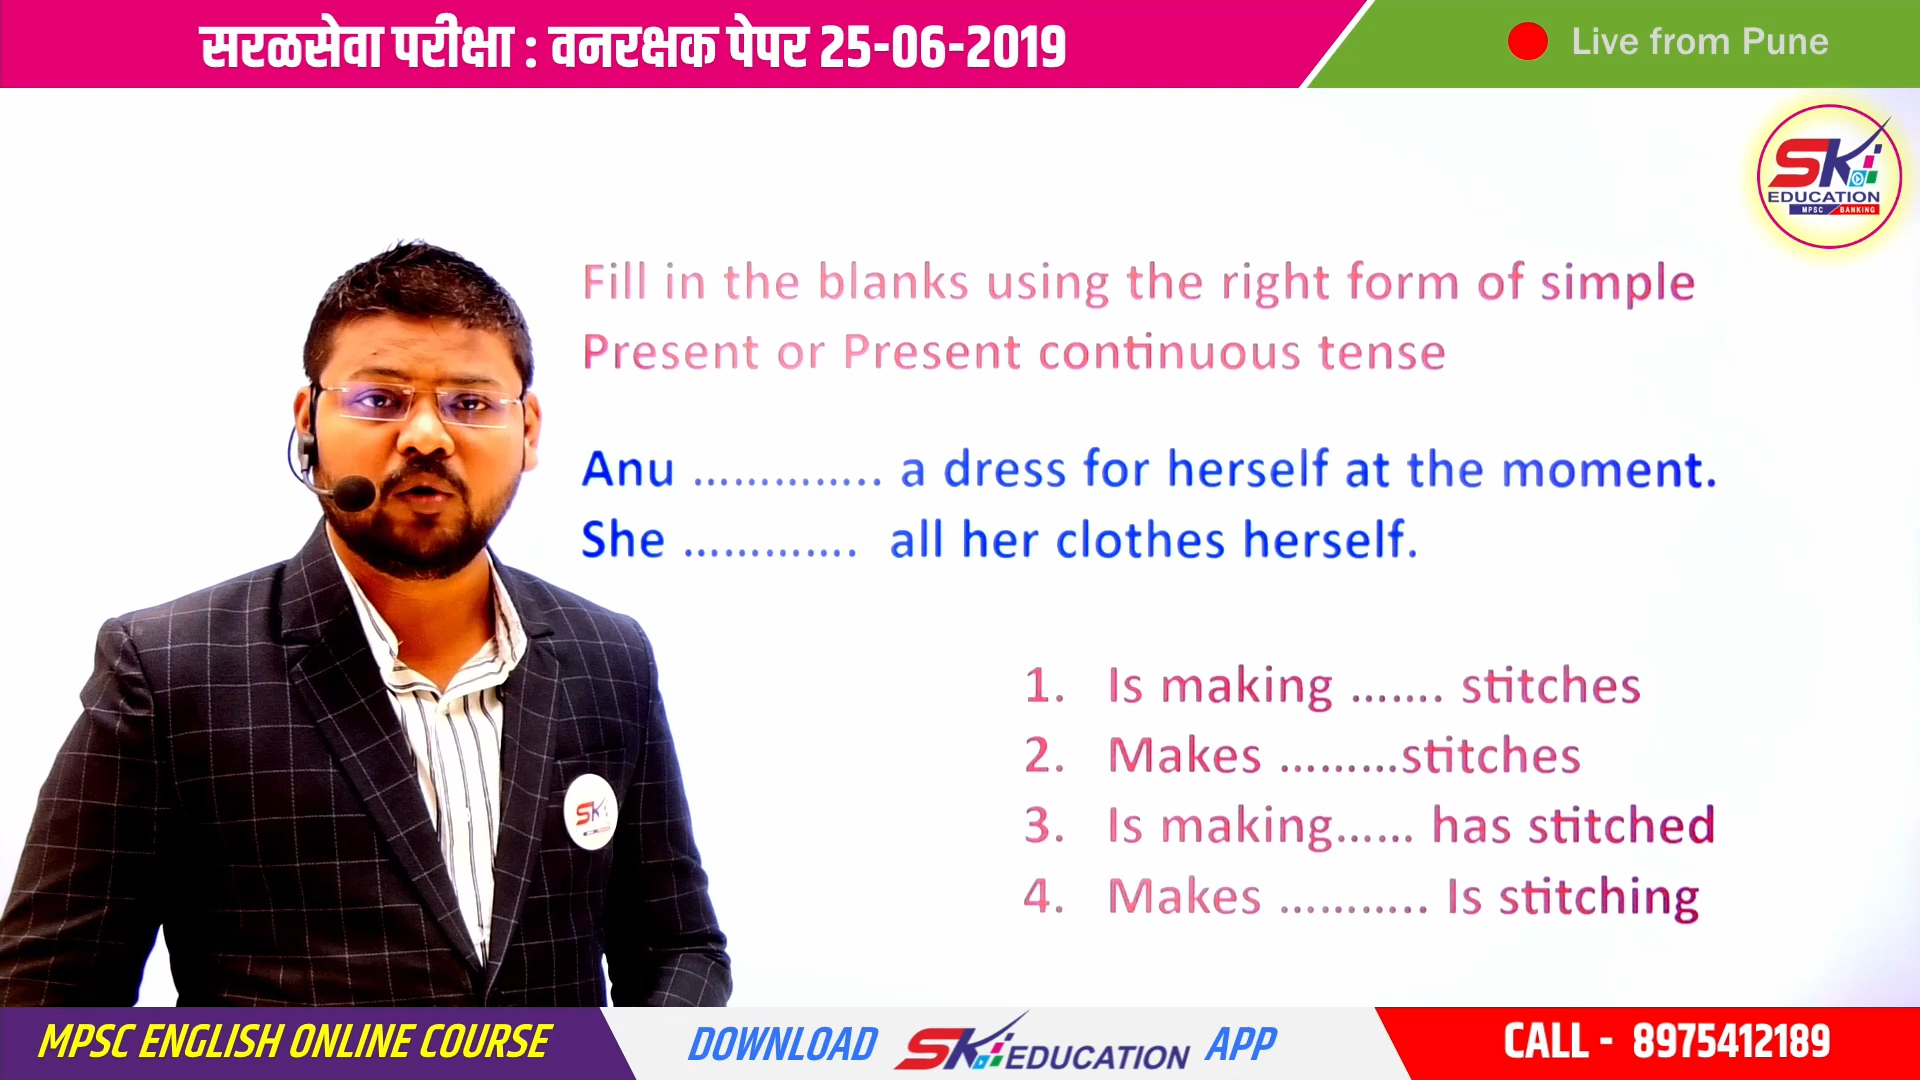 सरळसेवा परीक्षा : वनरक्षक पेपर 25-06-2019
Live from Pune
SK
EDUCATION
MPSC BANKING
Fill in the blanks using the right form of simple
Present or Present continuous tense
Anu ………….. a dress for herself at the moment.
She …………. all her clothes herself.
1. Is making ……. stitches
2. Makes ………stitches
3. Is making…… has stitched
4. Makes ……….. Is stitching
SK
MPSC ENGLISH ONLINE COURSE
DOWNLOAD SK EDUCATION APP
CALL - 8975412189